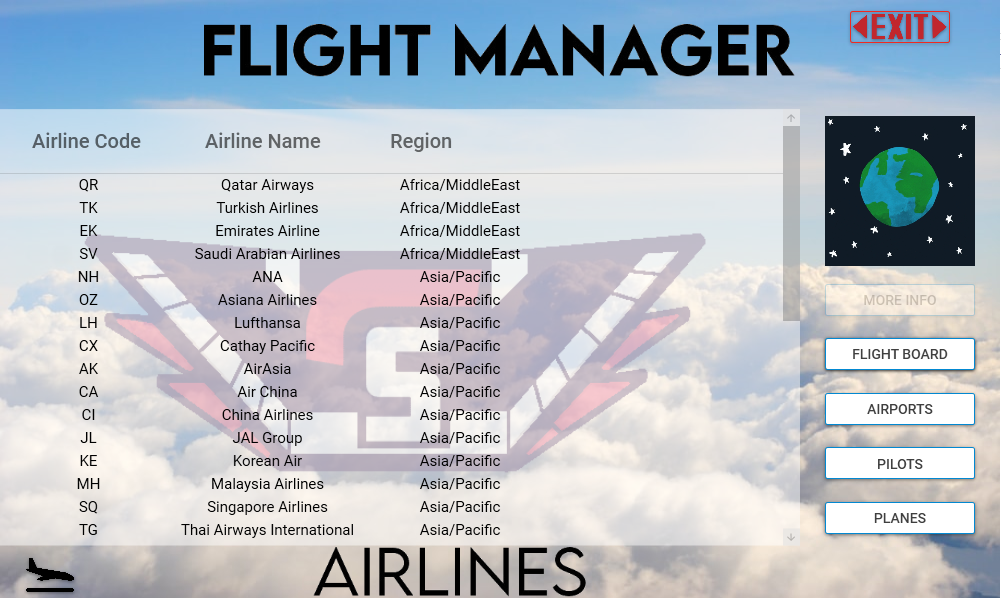 FLIGHT MANAGER
EXIT
Airline Code Airline Name Region
QR Qatar Airways Africa/MiddleEast
TK Turkish Airlines Africa/MiddleEast
EK Emirates Airline Africa/MiddleEast
SV Saudi Arabian Airlines Africa/MiddleEast
NH ANA Asia/Pacific
OZ Asiana Airlines Asia/Pacific
LH Lufthansa Asia/Pacific
CX Cathay Pacific Asia/Pacific
AK AirAsia Asia/Pacific
CA Air China Asia/Pacific
CI China Airlines Asia/Pacific
JL JAL Group Asia/Pacific
KE Korean Air Asia/Pacific
MH Malaysia Airlines Asia/Pacific
SQ Singapore Airlines Asia/Pacific
TG Thai Airways International Asia/Pacific
MORE INFO
FLIGHT BOARD
AIRPORTS
PILOTS
PLANES
AIRLINES